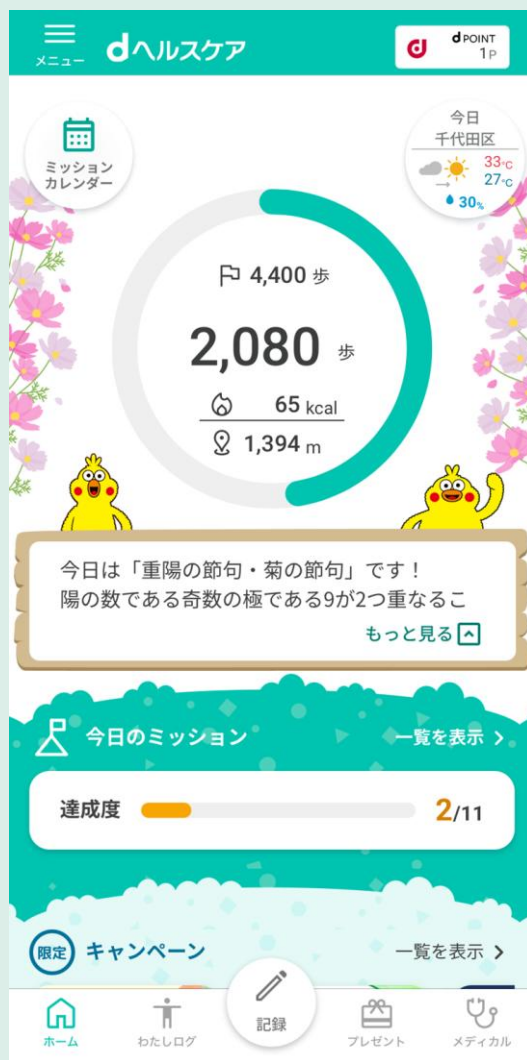 メニュー
dヘルスケア
d POINT
1P
ミッション
カレンダー
今日
千代田区
33℃
27℃
30%
4,400 歩
2,080 歩
65 kcal
1,394 m
今日は「重陽の節句・菊の節句」です！
陽の数である奇数の極である9が2つ重なるこ
もっと見る
今日のミッション
一覧を表示
達成度
2/11
限定
キャンペーン
一覧を表示
ホーム
わたしログ
記録
プレゼント
メディカル